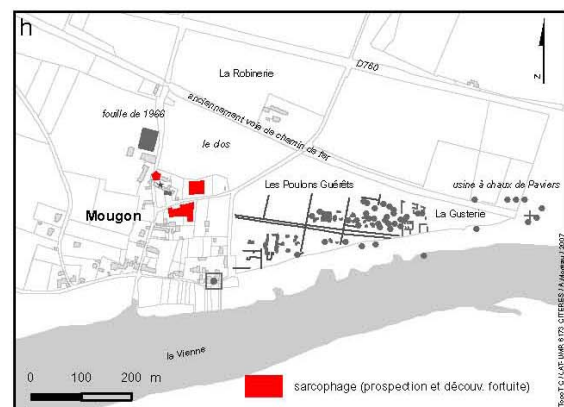 h
D760
La Robinerie
anciennement voie de chemin de fer
N
fouille de 1966
le clos
Les Poulons Guérêts
usine à chaux de Paviers
Mougon
La Gusterie
la Vienne
0 100 200 m
sarcophage (prospection et découv. fortuite)